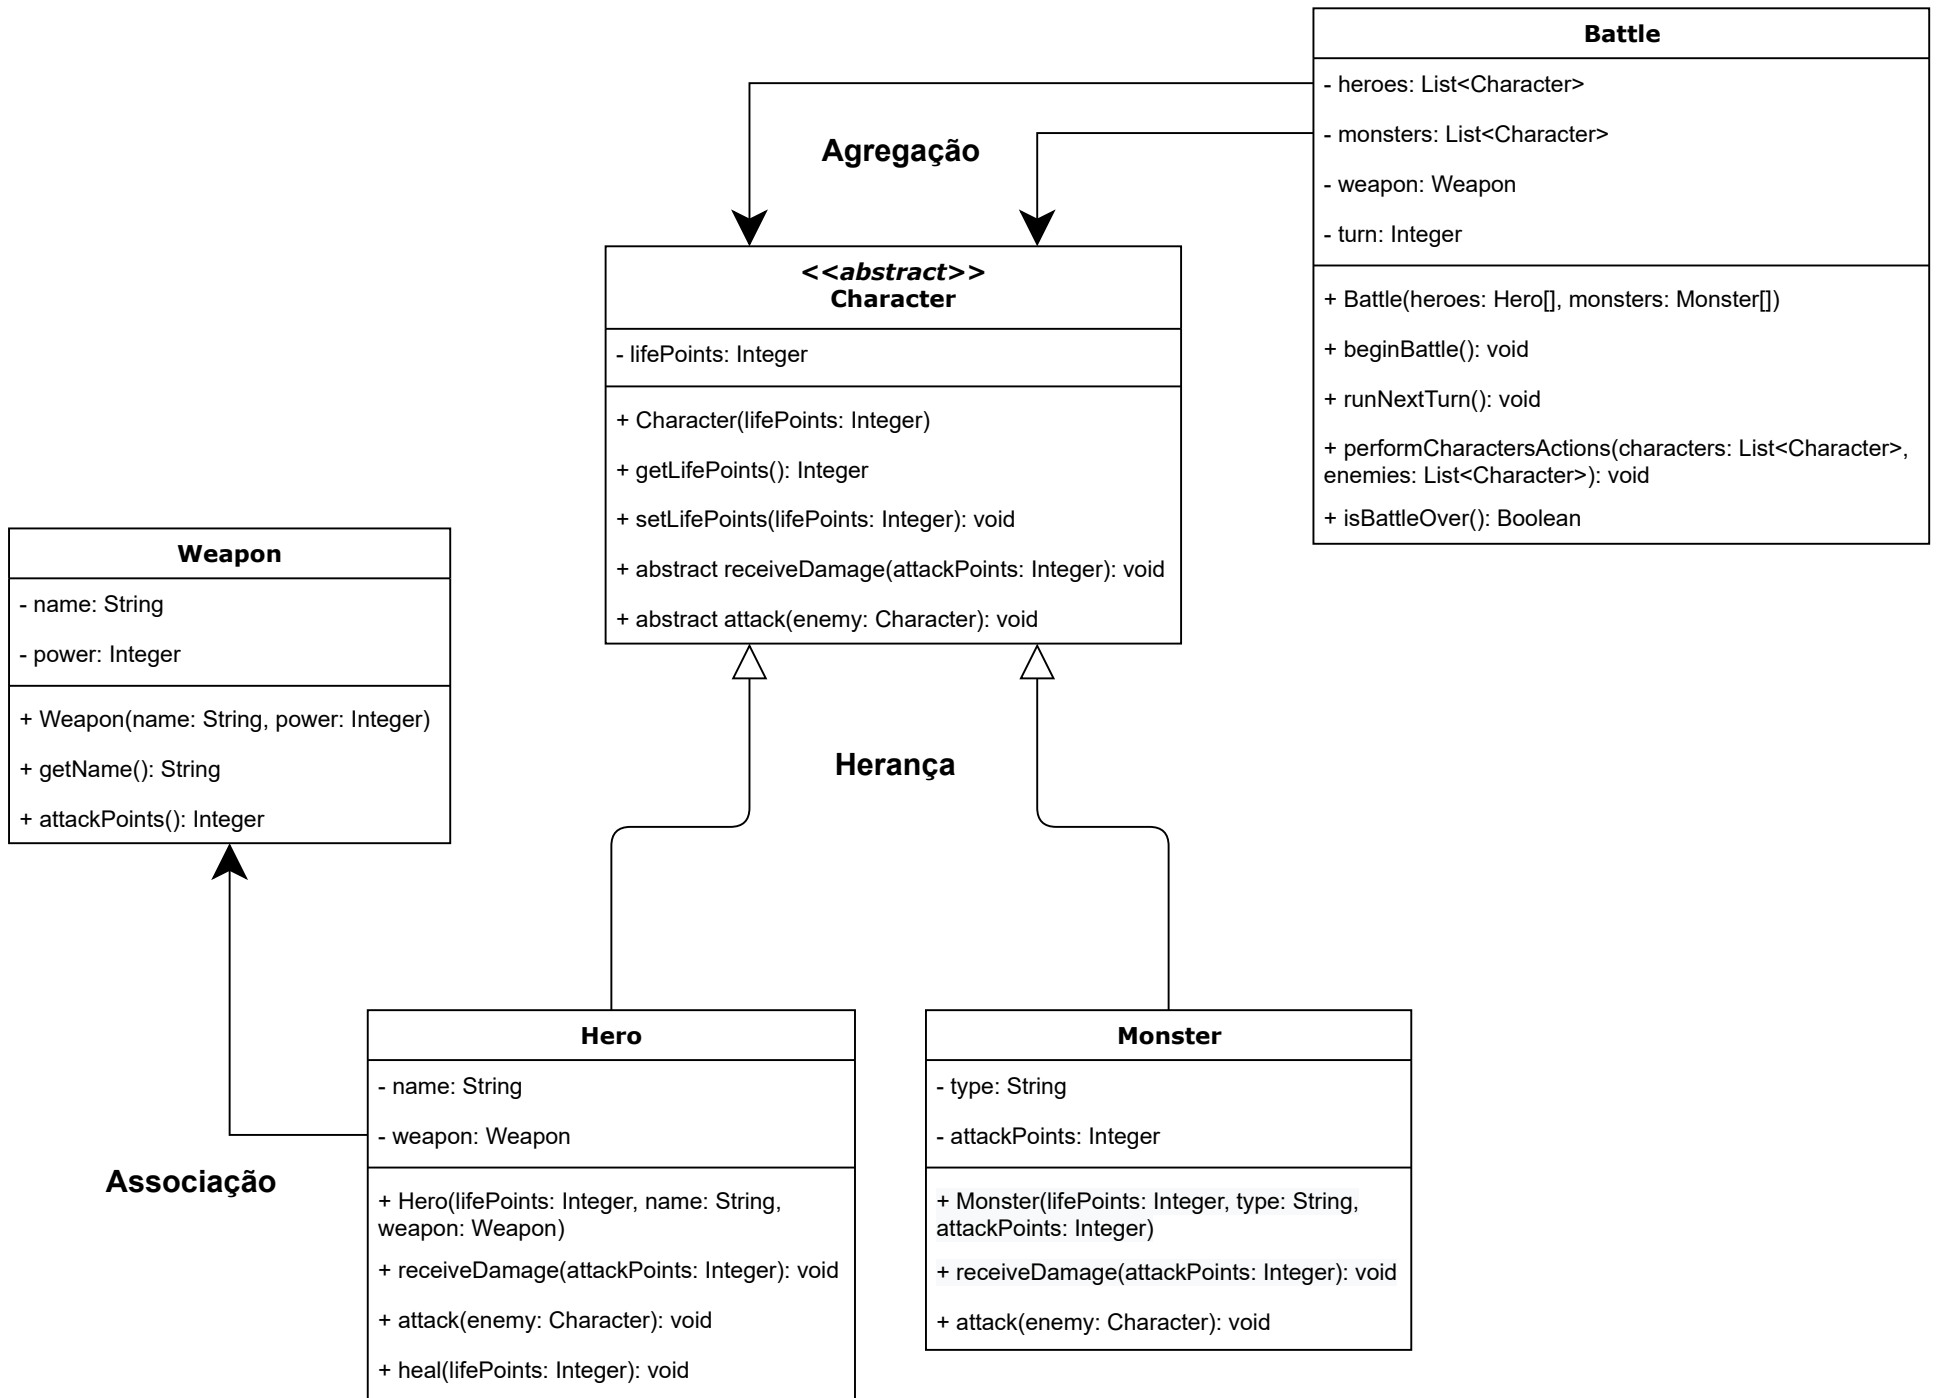 Battle
- heroes: List<Character>
- monsters: List<Character>
- weapon: Weapon
- turn: Integer
+ Battle(heroes: Hero[], monsters: Monster[])
+ beginBattle(): void
+ runNextTurn(): void
+ performCharactersActions(characters: List<Character>,
enemies: List<Character>): void
+ isBattleOver(): Boolean
Agregação
<<abstract>>
Character
- lifePoints: Integer
+ Character(lifePoints: Integer)
+ getLifePoints(): Integer
+ setLifePoints(lifePoints: Integer): void
+ abstract receiveDamage(attackPoints: Integer): void
+ abstract attack(enemy: Character): void
Weapon
- name: String
- power: Integer
+ Weapon(name: String, power: Integer)
+ getName(): String
+ attackPoints(): Integer
Herança
Associação
Hero
- name: String
- weapon: Weapon
+ Hero(lifePoints: Integer, name: String,
weapon: Weapon)
+ receiveDamage(attackPoints: Integer): void
+ attack(enemy: Character): void
+ heal(lifePoints: Integer): void
Monster
- type: String
- attackPoints: Integer
+ Monster(lifePoints: Integer, type: String,
attackPoints: Integer)
+ receiveDamage(attackPoints: Integer): void
+ attack(enemy: Character): void